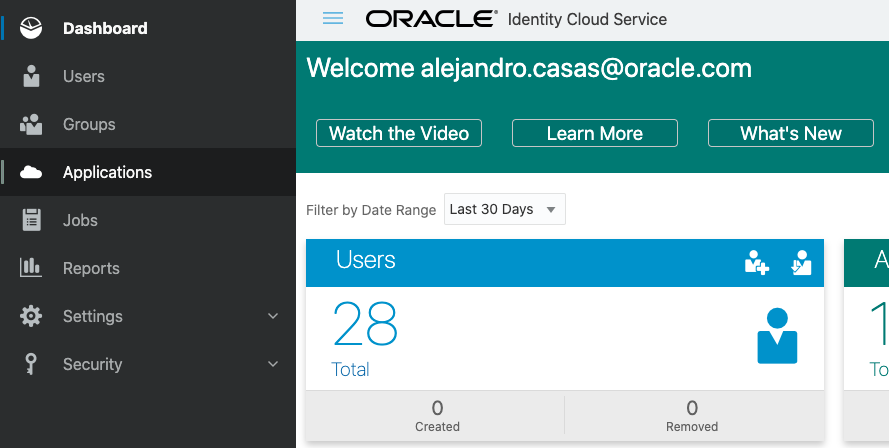 Dashboard
Users
Groups
Applications
Jobs
Reports
Settings
Security
ORACLE® Identity Cloud Service
Welcome alejandro.casas@oracle.com
Watch the Video
Learn More
What's New
Filter by Date Range Last 30 Days
Users
28
Total
0
Created
0
Removed
A
1
To